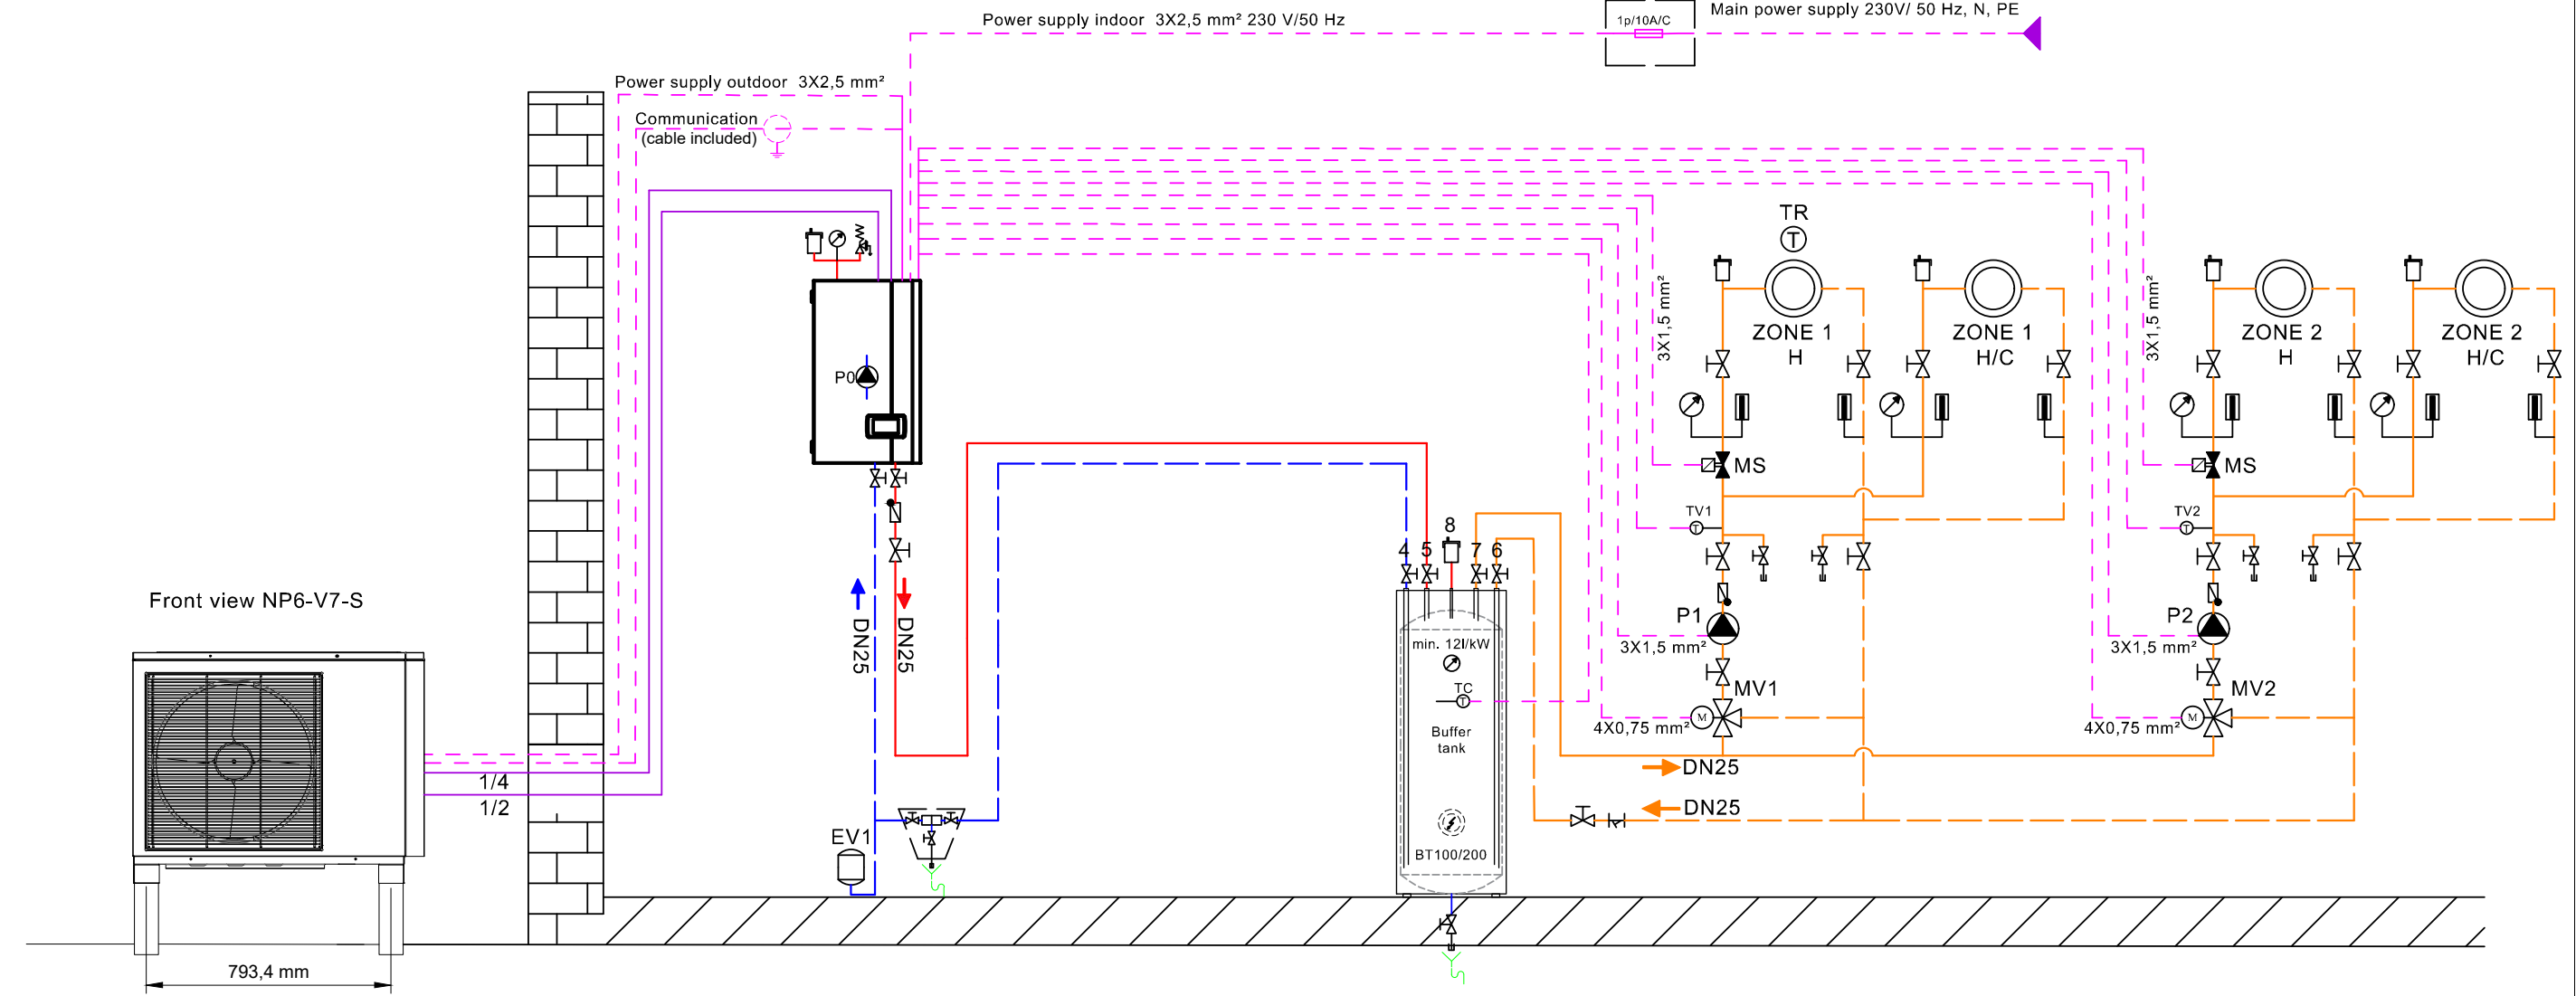 Power supply indoor 3X2,5 mm² 230 V/50 Hz
1p/10A/C
Main power supply 230V/ 50 Hz, N, PE
Power supply outdoor 3X2,5 mm²
Communication
(cable included)
TR
T
3X1,5 mm²
3X1,5 mm²
ZONE 1
H
ZONE 1
H/C
ZONE 2
H
ZONE 2
H/C
P0
MS
MS
TV1
T
TV2
T
8
4
5
7
6
Front view NP6-V7-S
DN25
DN25
P1
3X1,5 mm²
P2
3X1,5 mm²
min. 12l/kW
TC
T
MV1
M
4X0,75 mm²
MV2
M
4X0,75 mm²
Buffer
tank
1/4
1/2
DN25
DN25
EV1
BT100/200
793,4 mm